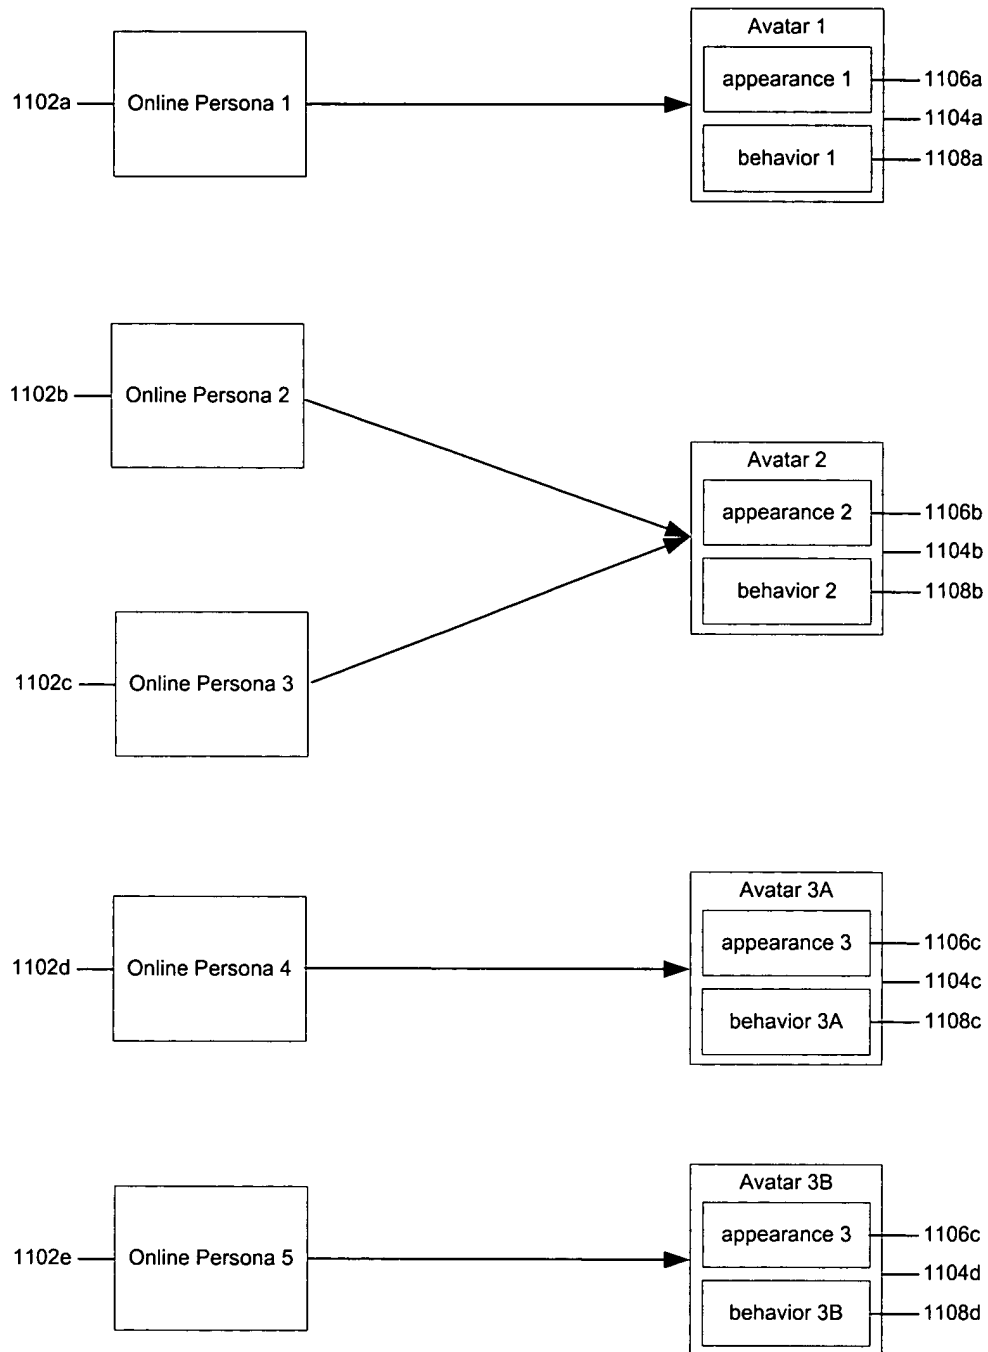 Avatar 1
appearance 1
1106a
1102a
Online Persona 1
1104a
behavior 1
1108a
1102b
Online Persona 2
Avatar 2
appearance 2
1106b
1104b
behavior 2
1108b
1102c
Online Persona 3
Avatar 3A
appearance 3
1106c
1102d
Online Persona 4
1104c
behavior 3A
1108c
Avatar 3B
appearance 3
1106c
1102e
Online Persona 5
1104d
behavior 3B
1108d